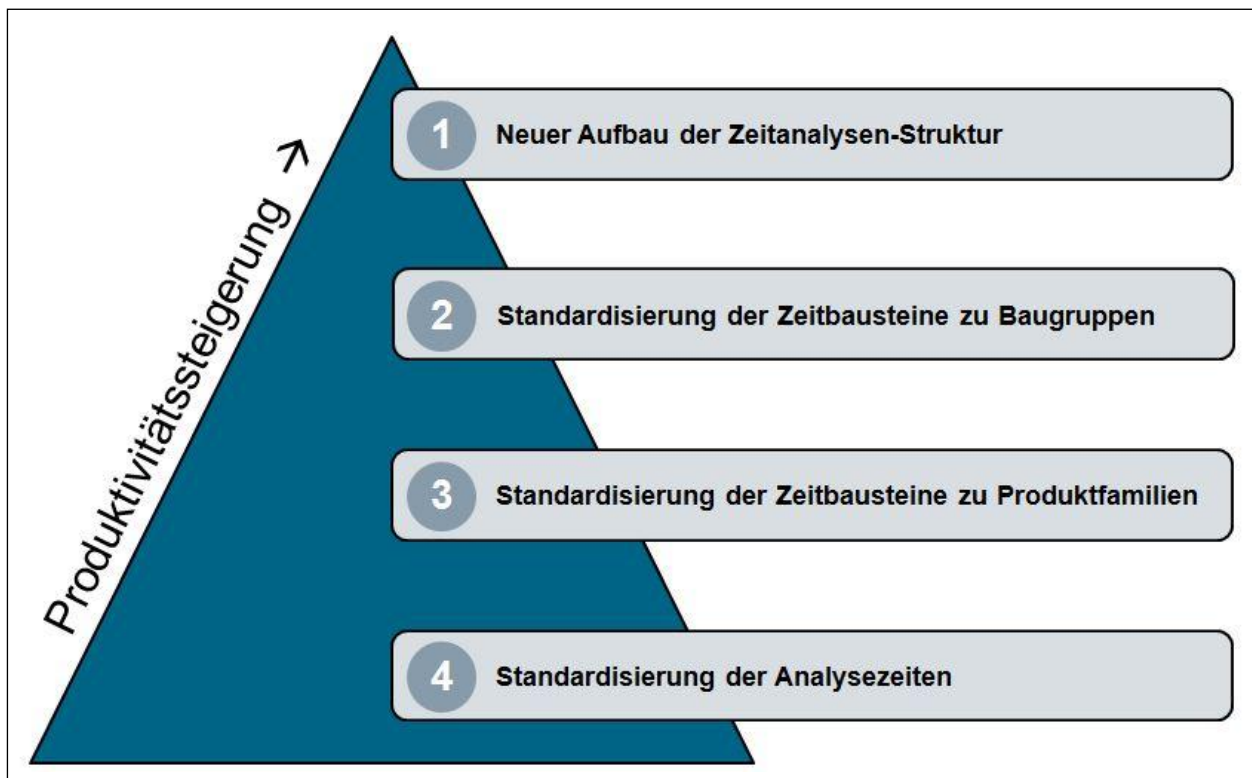 Produktivitätssteigerung →
1 Neuer Aufbau der Zeitanalysen-Struktur
2 Standardisierung der Zeitbausteine zu Baugruppen
3 Standardisierung der Zeitbausteine zu Produktfamilien
4 Standardisierung der Analysezeiten